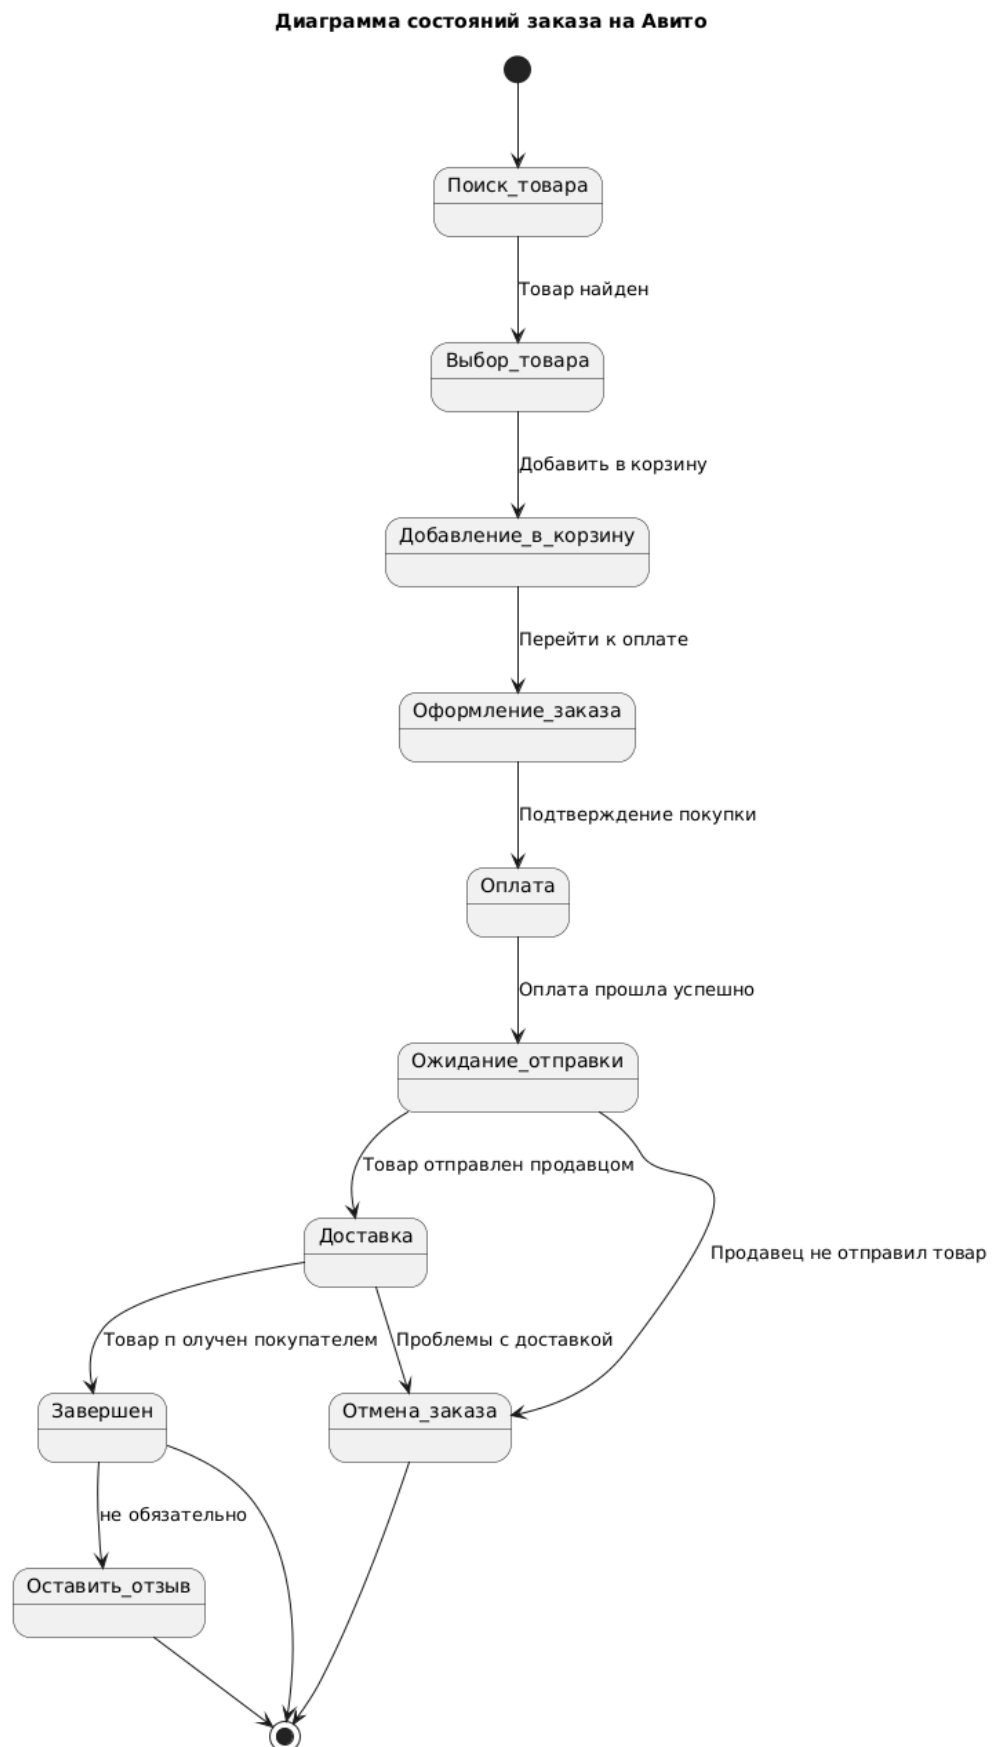 Диаграмма состояний заказа на Авито
Поиск_товара
Товар найден
Выбор_товара
Добавить в корзину
Добавление_в_корзину
Перейти к оплате
Оформление_заказа
Подтверждение покупки
Оплата
Оплата прошла успешно
Ожидание_отправки
Товар отправлен продавцом
Доставка
Продавец не отправил товар
Товар п олучен покупателем
Проблемы с доставкой
Завершен
Отмена_заказа
не обязательно
Оставить_отзыв